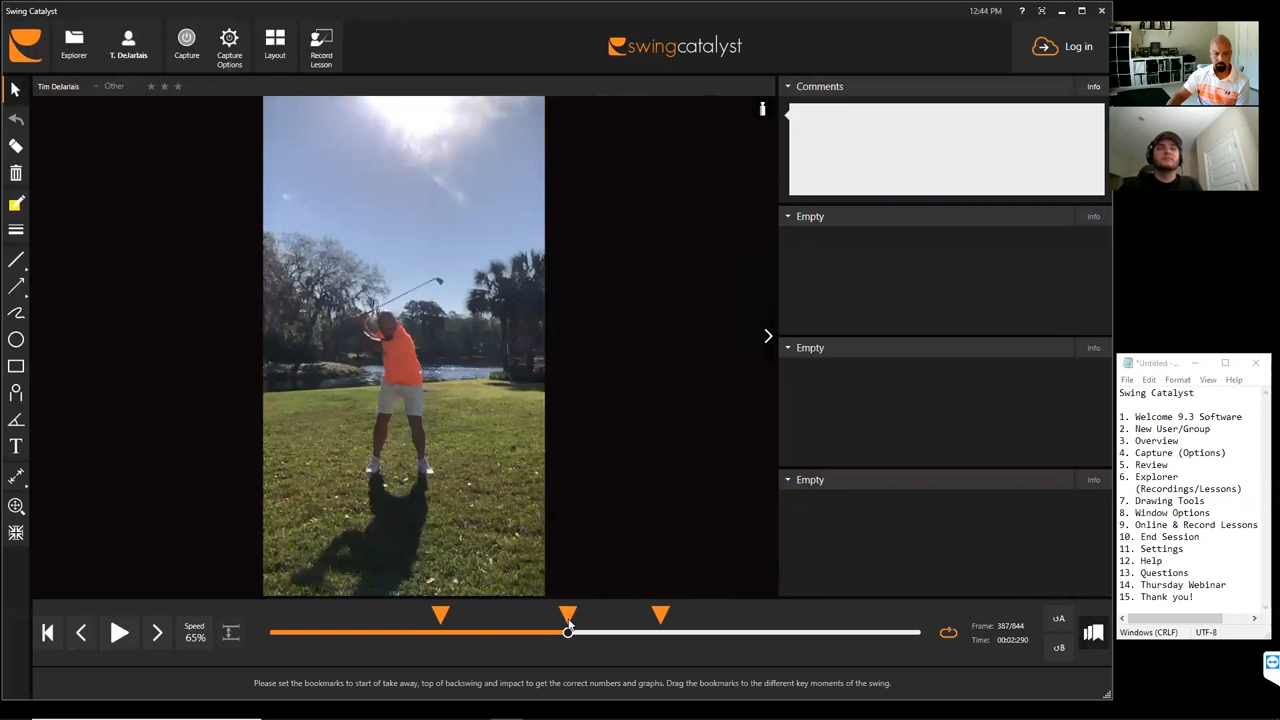 Swing Catalyst
12:44 PM
?
Explorer
T. DeJarlais
Capture
Capture
Options
Layout
Record
Lesson
swingcatalyst
Log in
Tim DeJarlais
Other
Comments
Info
Empty
Info
Empty
Info
Empty
Info
T
Speed
65%
Frame: 387/844
Time: 00:02:290
A
B
Please set the bookmarks to start of take away, top of backswing and impact to get the correct numbers and graphs. Drag the bookmarks to the different key moments of the swing.
*Untitled -...
File Edit Format View Help
Swing Catalyst
1. Welcome 9.3 Software
2. New User/Group
3. Overview
4. Capture (Options)
5. Review
6. Explorer
(Recordings/Lessons)
7. Drawing Tools
8. Window Options
9. Online & Record Lessons
10. End Session
11. Settings
12. Help
13. Questions
14. Thursday Webinar
15. Thank you!
Windows (CRLF) UTF-8